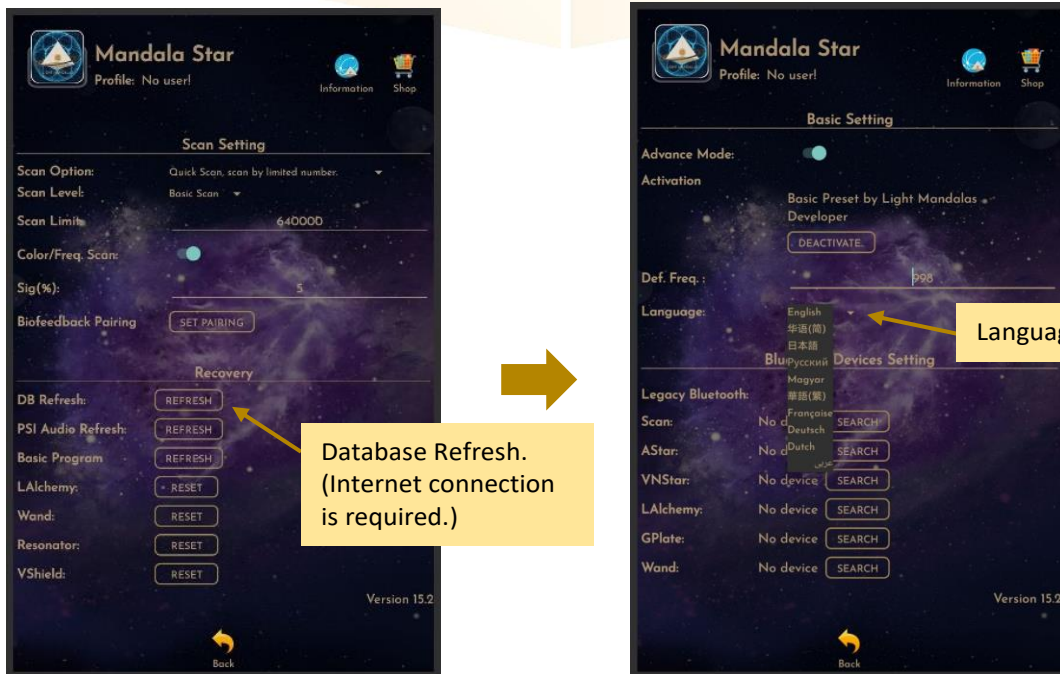 Mandala Star
Profile: No user!
Information
Shop
Scan Setting
Scan Option: Quick Scan, scan by limited number.
Scan Level: Basic Scan
Scan Limit: 640000
Color/Freq. Scan:
Sig(%): 5
Biofeedback Pairing SET PAIRING
Recovery
DB Refresh: REFRESH
PSI Audio Refresh: REFRESH
Basic Program REFRESH
LAlchemy: RESET
Wand: RESET
Resonator: RESET
VShield: RESET
Version 15.2
Back
Database Refresh.
(Internet connection
is required.)
Mandala Star
Profile: No user!
Information
Shop
Basic Setting
Advance Mode:
Activation
Basic Preset by Light Mandalas
Developer
DEACTIVATE.
Def. Freq. : 998
Language:
English
华语(简)
日本語
Русский
Magyar
華語(繁)
Française
Deutsch
Dutch
عربى
Langua
Blu Devices Setting
Legacy Bluetooth:
Scan: No d SEARCH
AStar: No d SEARCH
VNStar: No device SEARCH
LAlchemy: No device SEARCH
GPlate: No device SEARCH
Wand: No device SEARCH
Version 15.2
Back